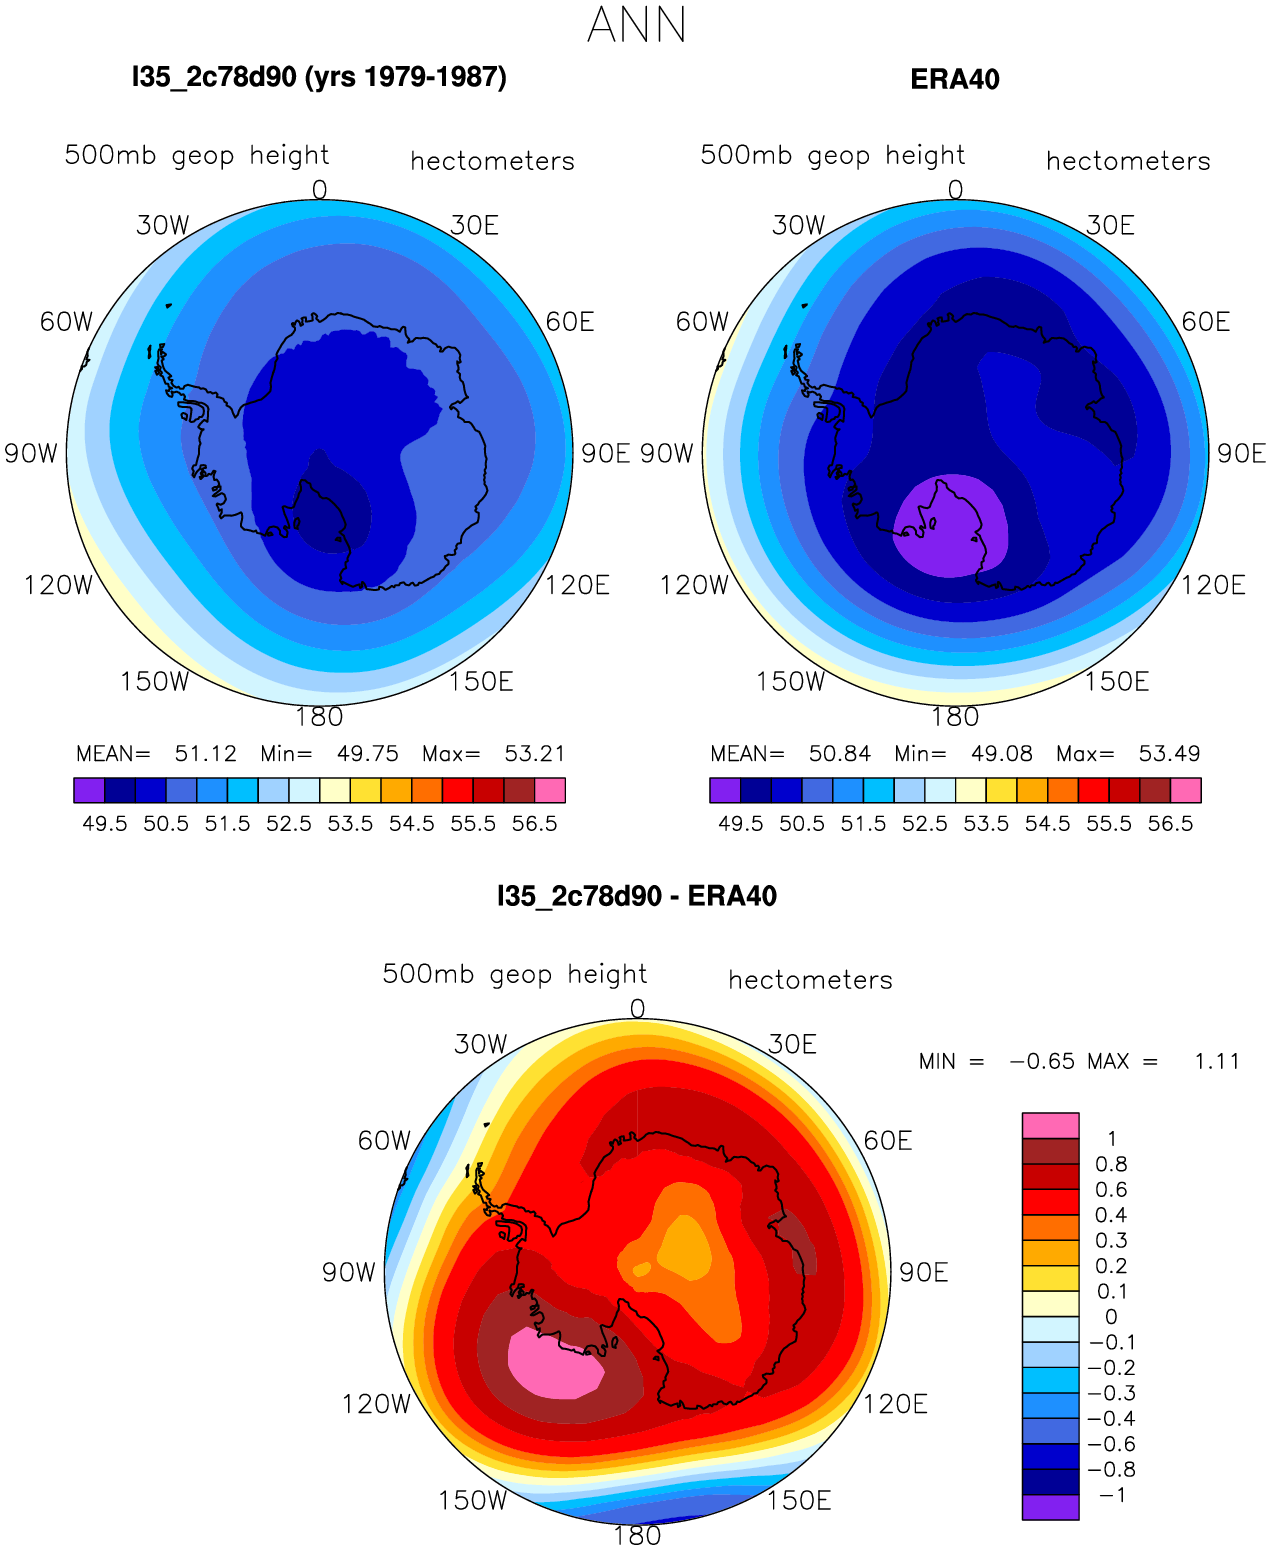 ANN
I35_2c78d90 (yrs 1979-1987)
ERA40
500mb geop height hectometers
500mb geop height hectometers
0
0
30W 30E
30W 30E
60W 60E
60W 60E
90W 90E
90W 90E
120W 120E
120W 120E
150W 150E
150W 150E
180
180
MEAN= 51.12 Min= 49.75 Max= 53.21
MEAN= 50.84 Min= 49.08 Max= 53.49
49.5 50.5 51.5 52.5 53.5 54.5 55.5 56.5
49.5 50.5 51.5 52.5 53.5 54.5 55.5 56.5
I35_2c78d90 - ERA40
500mb geop height hectometers
0
30W 30E
MIN = -0.65 MAX = 1.11
60W 60E
90W 90E
120W 120E
150W 150E
180
1
0.8
0.6
0.4
0.3
0.2
0.1
0
-0.1
-0.2
-0.3
-0.4
-0.6
-0.8
-1